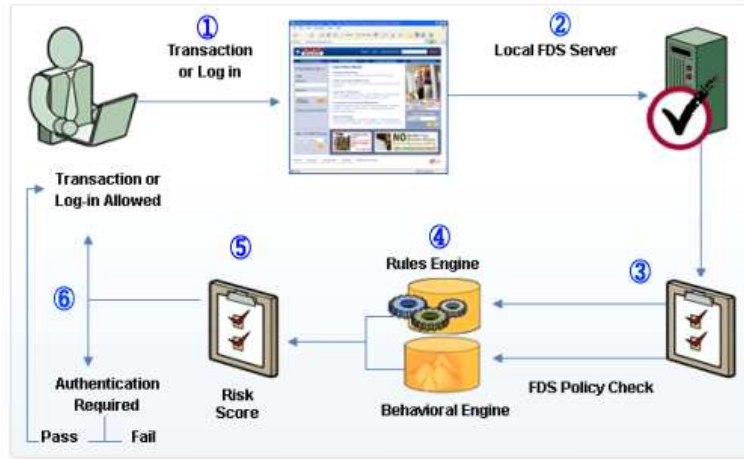 ①
Transaction
or Log in
②
Local FDS Server
NO
Transaction or
Log-in Allowed
③
④
Rules Engine
⑤
⑥
FDS Policy Check
Behavioral Engine
Risk
Score
Authentication
Required
Pass
Fail